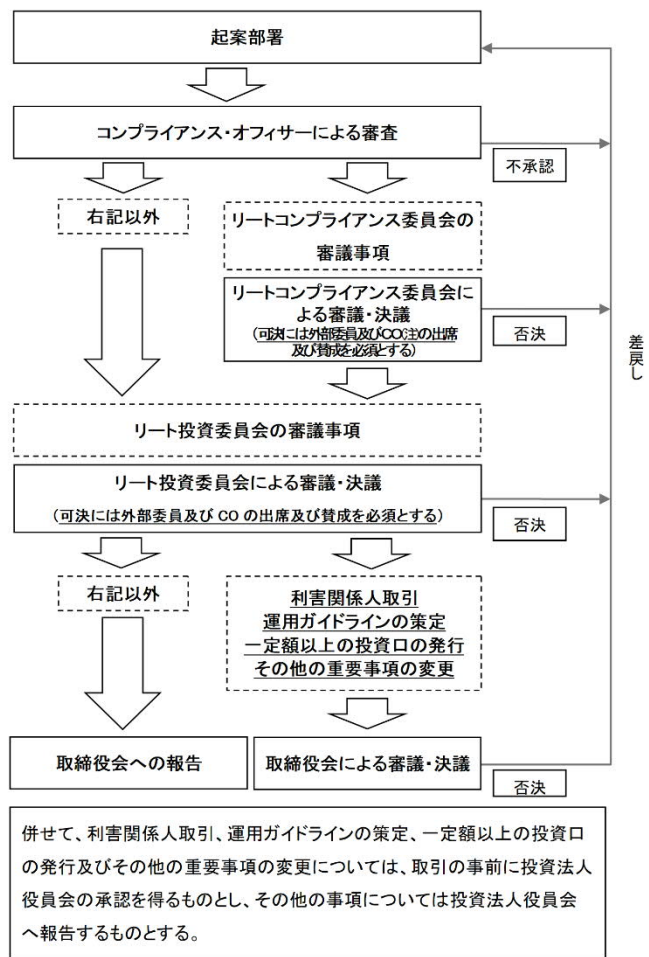 起案部署
コンプライアンス・オフィサーによる審査
不承認
右記以外
リートコンプライアンス委員会の
審議事項
リートコンプライアンス委員会に
よる審議・決議
(可決には外部委員及びCO(注)の出席
及び賛成を必須とする)
否決
差戻し
リート投資委員会の審議事項
リート投資委員会による審議・決議
(可決には外部委員及び CO の出席及び賛成を必須とする)
否決
右記以外
利害関係人取引
運用ガイドラインの策定
一定額以上の投資口の発行
その他の重要事項の変更
取締役会への報告
取締役会による審議・決議
否決
併せて、利害関係人取引、運用ガイドラインの策定、一定額以上の投資口
の発行及びその他の重要事項の変更については、取引の事前に投資法人
役員会の承認を得るものとし、その他の事項については投資法人役員会
へ報告するものとする。